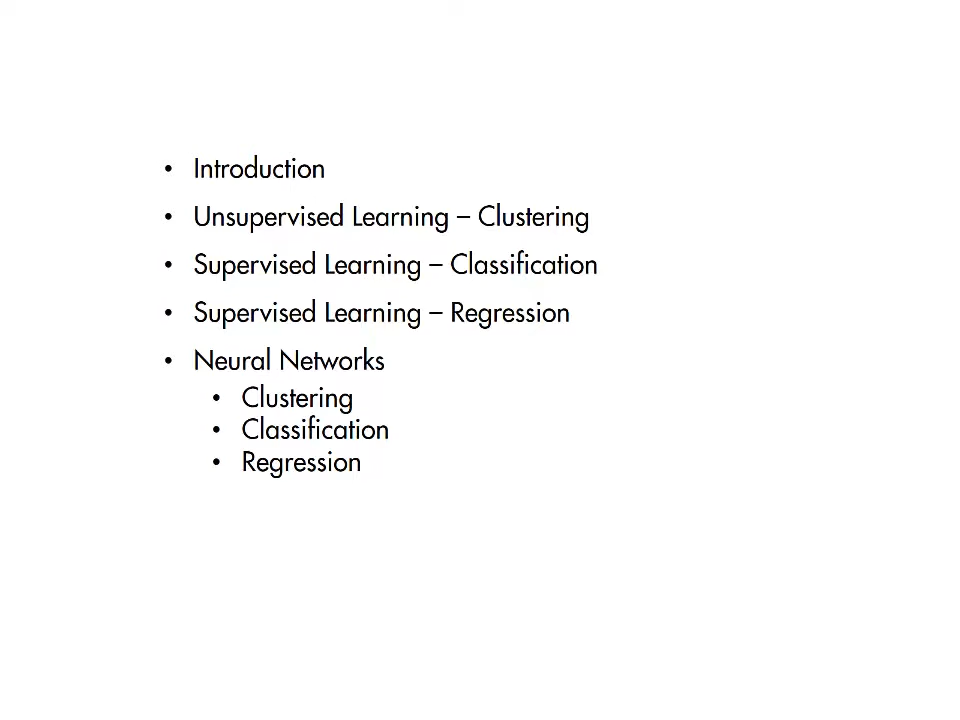 • Introduction
• Unsupervised Learning – Clustering
• Supervised Learning – Classification
• Supervised Learning – Regression
• Neural Networks
• Clustering
• Classification
• Regression